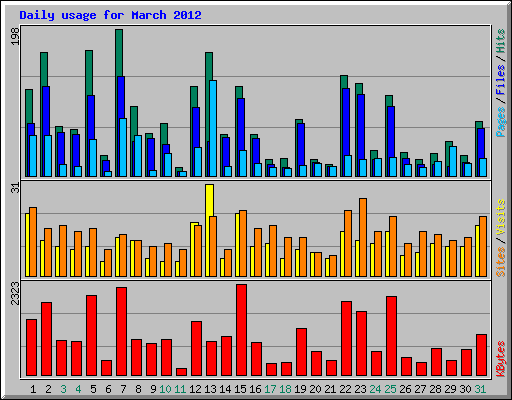 Daily usage for March 2012
198
Pages / Files / Hits
31
Sites / Visits
2323
KBytes
1 2 3 4 5 6 7 8 9 10 11 12 13 14 15 16 17 18 19 20 21 22 23 24 25 26 27 28 29 30 31